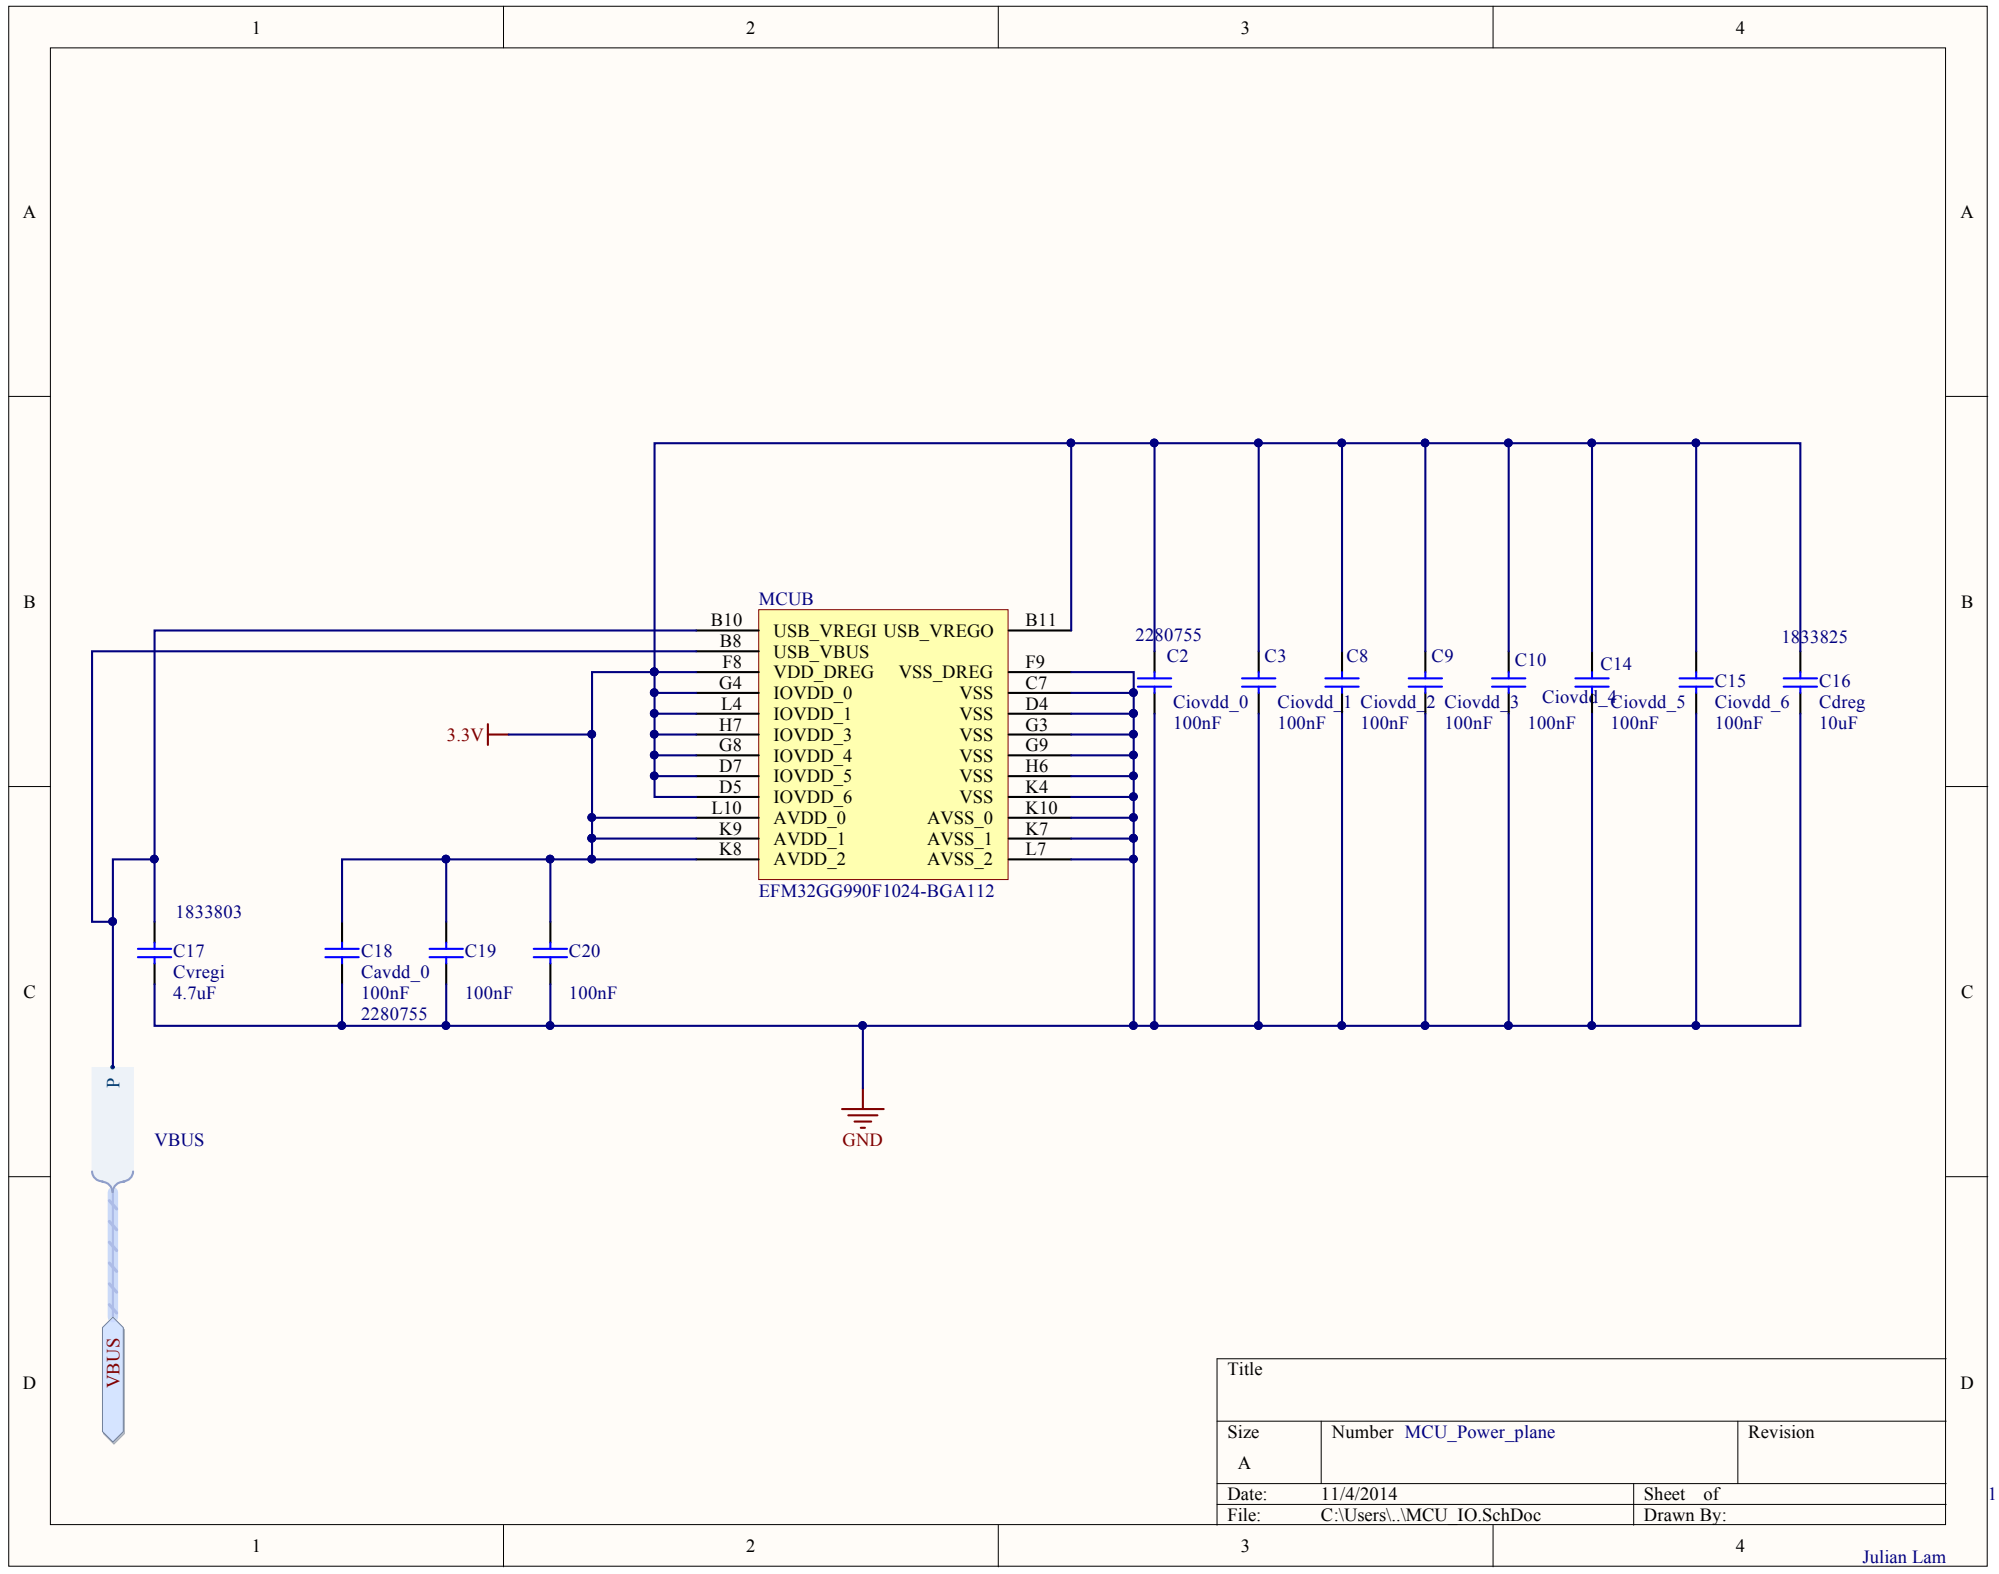 1 2 3 4
A A
B B
C C
D D
MCUB
B10 USB_VREGI USB_VREGO B11
B8 USB_VBUS
F8 VDD_DREG VSS_DREG F9
G4 IOVDD_0 VSS C7
L4 IOVDD_1 VSS D4
H7 IOVDD_3 VSS G3
G8 IOVDD_4 VSS G9
D7 IOVDD_5 VSS H6
D5 IOVDD_6 VSS K4
L10 AVDD_0 AVSS_0 K10
K9 AVDD_1 AVSS_1 K7
K8 AVDD_2 AVSS_2 L7
EFM32GG990F1024-BGA112
3.3V
2280755
C2
Ciovdd_0
100nF
C3
Ciovdd_1
100nF
C8
Ciovdd_2
100nF
C9
Ciovdd_3
100nF
C10
Ciovdd_4
100nF
C14
Ciovdd_5
100nF
C15
Ciovdd_6
100nF
1833825
C16
Cdreg
10uF
1833803
C17
Cvregi
4.7uF
C18
Cavdd_0
100nF
2280755
C19
100nF
C20
100nF
GND
P
VBUS
VBUS
Title
Size
A
Number MCU_Power_plane
Revision
Date: 11/4/2014
Sheet of
1
File: C:\Users\..\MCU_IO.SchDoc
Drawn By:
1 2 3 4
Julian Lam